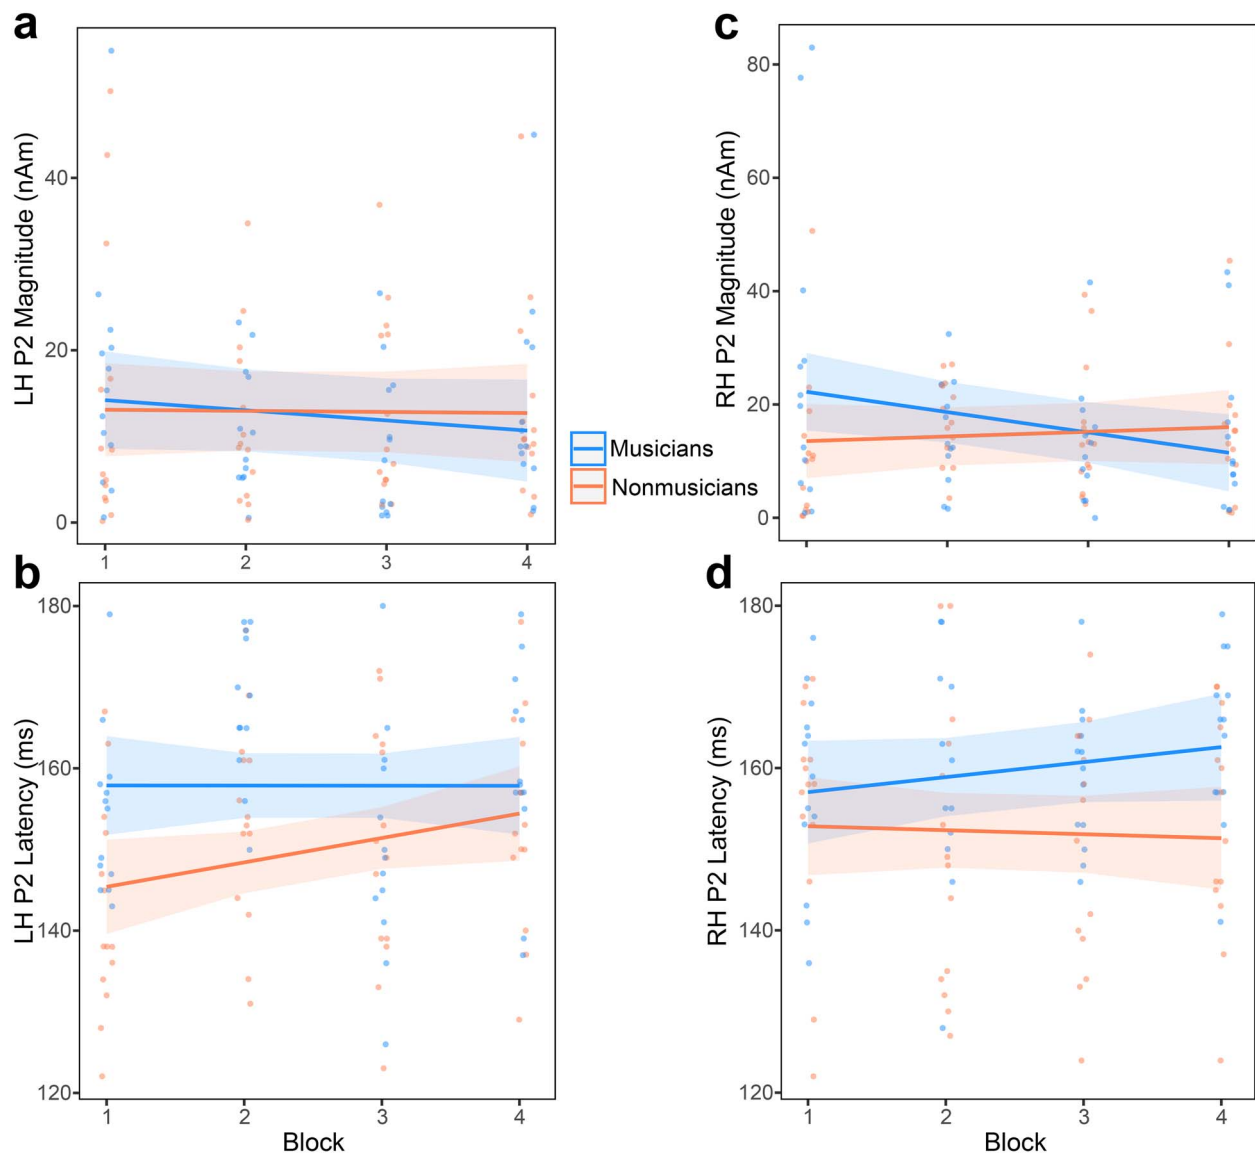 a
LH P2 Magnitude (nAm)
40
20
0
1 2 3 4
Musicians
Nonmusicians
c
RH P2 Magnitude (nAm)
80
60
40
20
0
b
LH P2 Latency (ms)
180
160
140
120
1 2 3 4
Block
d
RH P2 Latency (ms)
180
160
140
120
1 2 3 4
Block